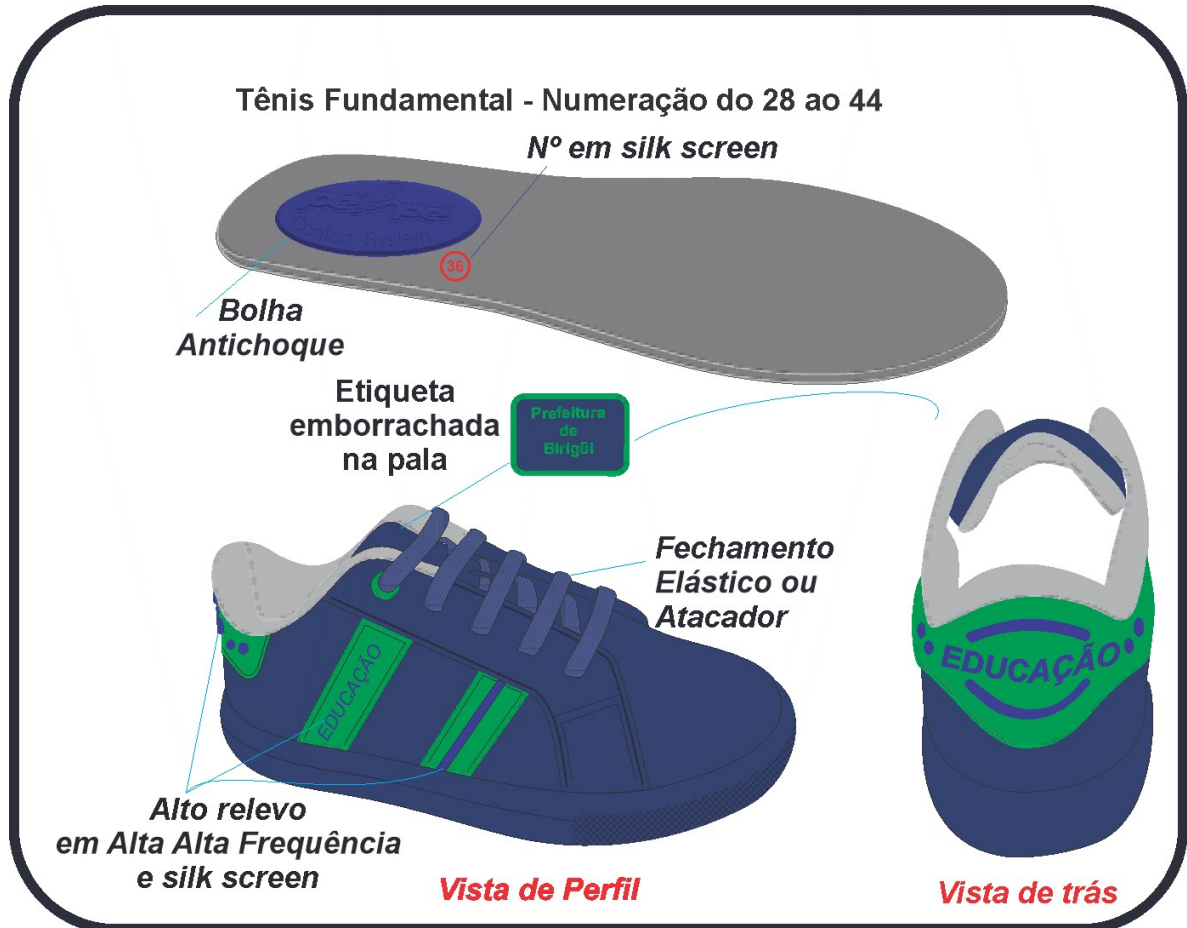 Tênis Fundamental - Numeração do 28 ao 44
Nº em silk screen
Confort System
36
Bolha
Antichoque
Etiqueta
emborrachada
na pala
Prefeitura
de
Birigüi
Fechamento
Elástico ou
Atacador
EDUCAÇÃO
EDUCAÇÃO
Alto relevo
em Alta Alta Frequência
e silk screen
Vista de Perfil
Vista de trás